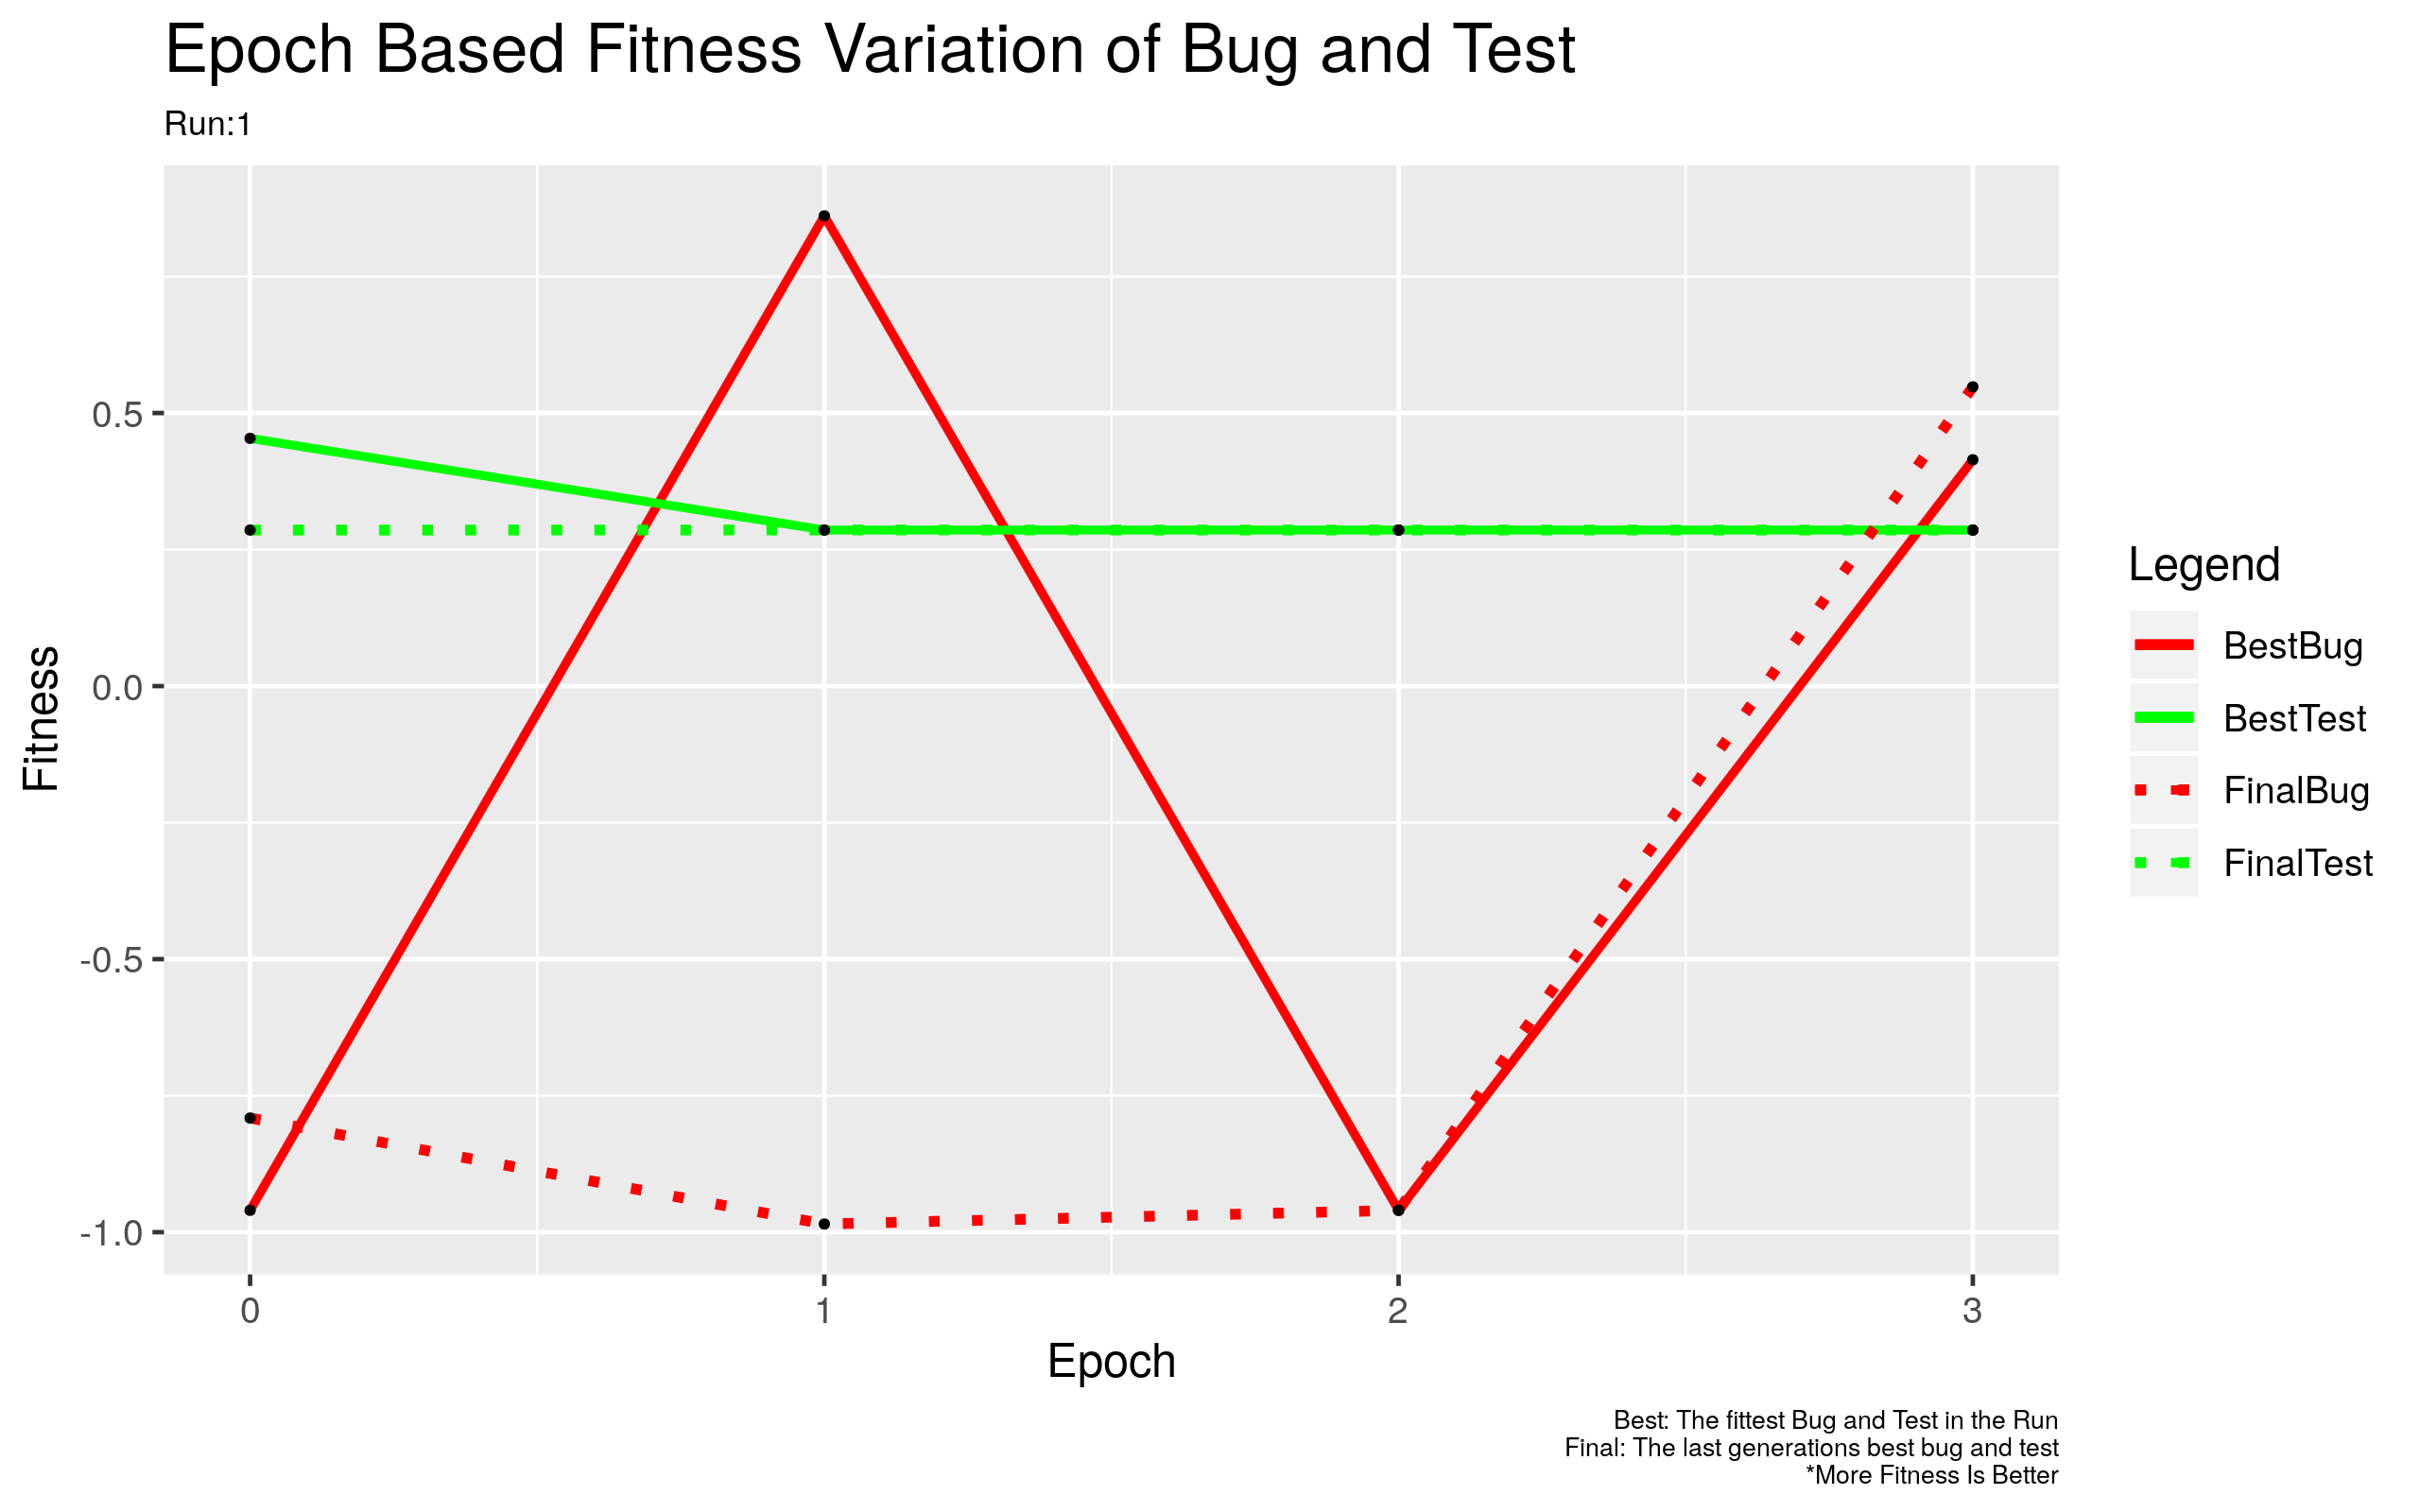 Epoch Based Fitness Variation of Bug and Test
Run:1
Fitness
0.5
0.0
-0.5
-1.0
0
1
2
3
Epoch
Legend
BestBug
BestTest
FinalBug
FinalTest
Best: The fittest Bug and Test in the Run
Final: The last generations best bug and test
*More Fitness Is Better